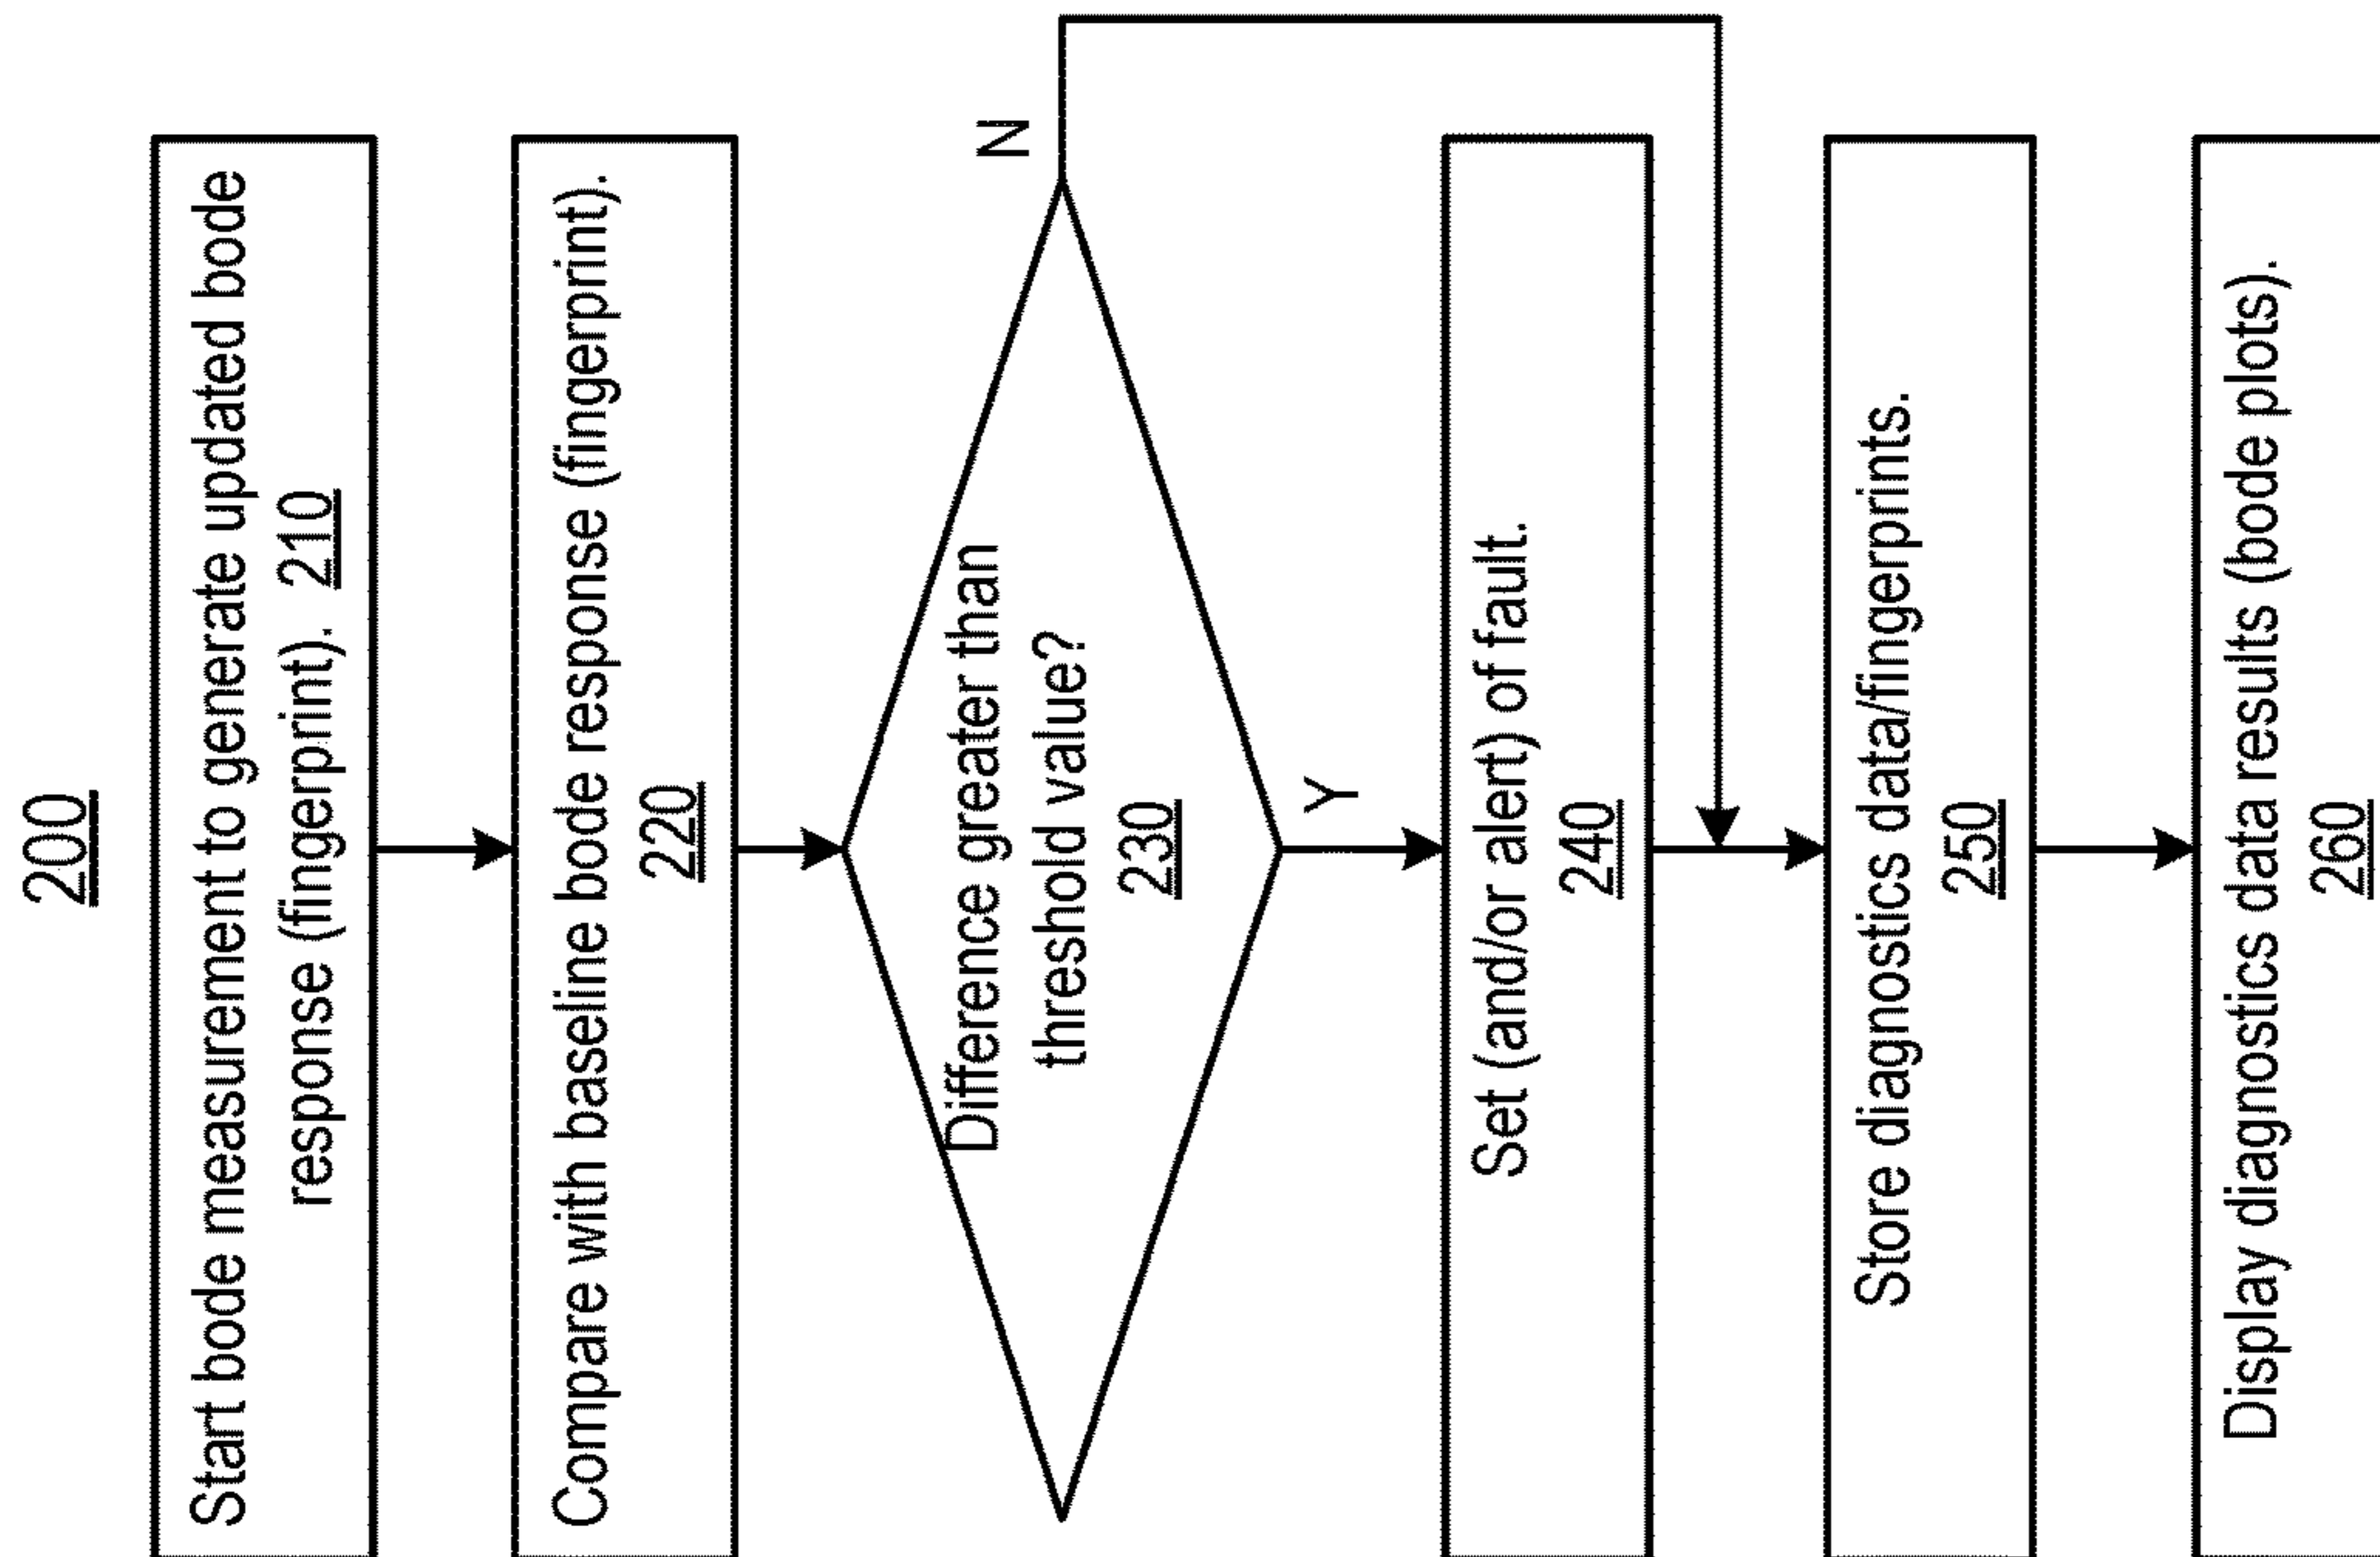 200
Start bode measurement to generate updated bode
response (fingerprint). 210
Compare with baseline bode response (fingerprint).
220
Difference greater than
threshold value?
230
N
Y
Set (and/or alert) of fault.
240
Store diagnostics data/fingerprints.
250
Display diagnostics data results (bode plots).
260